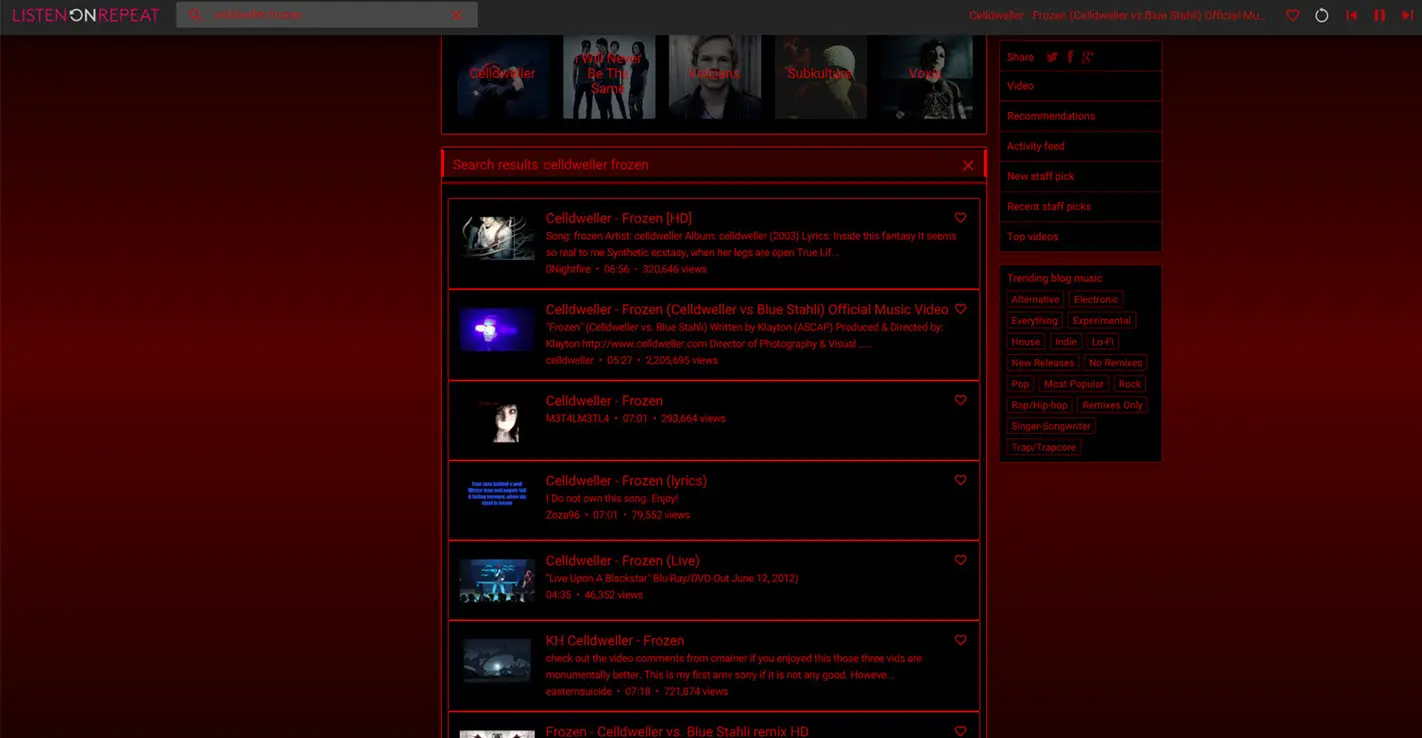 LISTENONREPEAT
celldweller frozen
Celldweller - Frozen (Celldweller vs Blue Stahli) Official Mu...
Celldweller
I Will Never
Be The
Same
Voicians
Subkulture
Voxis
Search results celldweller frozen
Celldweller - Frozen [HD]
Song: frozen Artist: celldweller Album: celldweller (2003) Lyrics: Inside this fantasy It seems
so real to me Synthetic ecstasy, when her legs are open True Lif...
0Nightfire • 06:56 • 320,646 views
Celldweller - Frozen (Celldweller vs Blue Stahli) Official Music Video
"Frozen" (Celldweller vs. Blue Stahli) Written by Klayton (ASCAP) Produced & Directed by:
Klayton http://www.celldweller.com Director of Photography & Visual .....
celldweller • 05:27 • 2,205,695 views
Celldweller - Frozen
M3T4LM3TL4 • 07:01 • 293,664 views
Celldweller - Frozen (lyrics)
I Do not own this song. Enjoy!
Zoza96 • 07:01 • 79,552 views
Celldweller - Frozen (Live)
"Live Upon A Blackstar" Blu-Ray/DVD-Out June 12, 2012)
04:35 • 46,352 views
KH Celldweller - Frozen
check out the video comments from cmainer if you enjoyed this those three vids are
monumentally better. This is my first amv sorry if it is not any good. Howeve...
easternsuicide • 07:18 • 721,874 views
Frozen - Celldweller vs. Blue Stahli remix HD
Share
Video
Recommendations
Activity feed
New staff pick
Recent staff picks
Top videos
Trending blog music
Alternative Electronic
Everything Experimental
House Indie Lo-Fi
New Releases No Remixes
Pop Most Popular Rock
Rap/Hip-hop Remixes Only
Singer-Songwriter
Trap/Trapcore